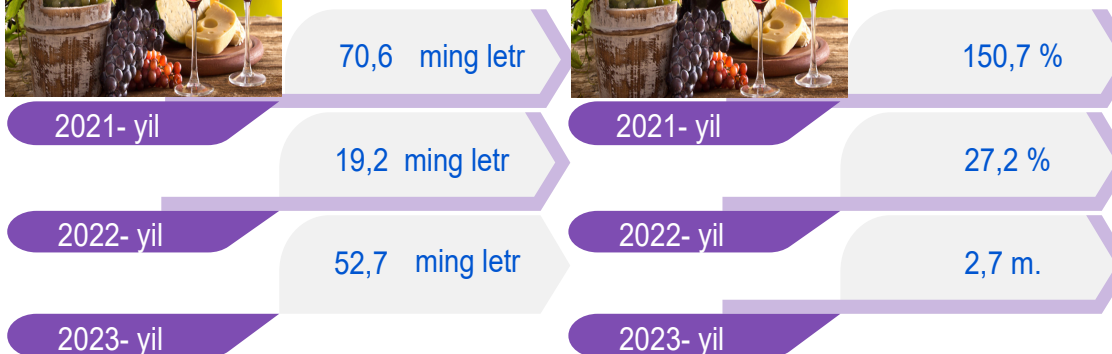 70,6 ming letr
2021- yil
19,2 ming letr
2022- yil
52,7 ming letr
2023- yil
150,7 %
2021- yil
27,2 %
2022- yil
2,7 m.
2023- yil